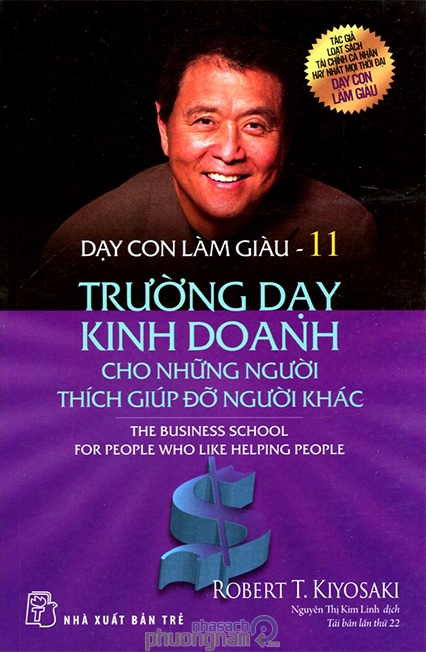 TÁC GIẢ
LOẠT SÁCH
TÀI CHÍNH CÁ NHÂN
HAY NHẤT MỌI THỜI ĐẠI
DẠY CON
LÀM GIÀU
DẠY CON LÀM GIÀU - 11
TRƯỜNG DẠY
KINH DOANH
CHO NHỮNG NGƯỜI
THÍCH GIÚP ĐỠ NGƯỜI KHÁC
THE BUSINESS SCHOOL
FOR PEOPLE WHO LIKE HELPING PEOPLE
ROBERT T. KIYOSAKI
Nguyễn Thị Kim Linh dịch
Tái bản lần thứ 22
NHÀ XUẤT BẢN TRẺ
nhasach
phuongnam